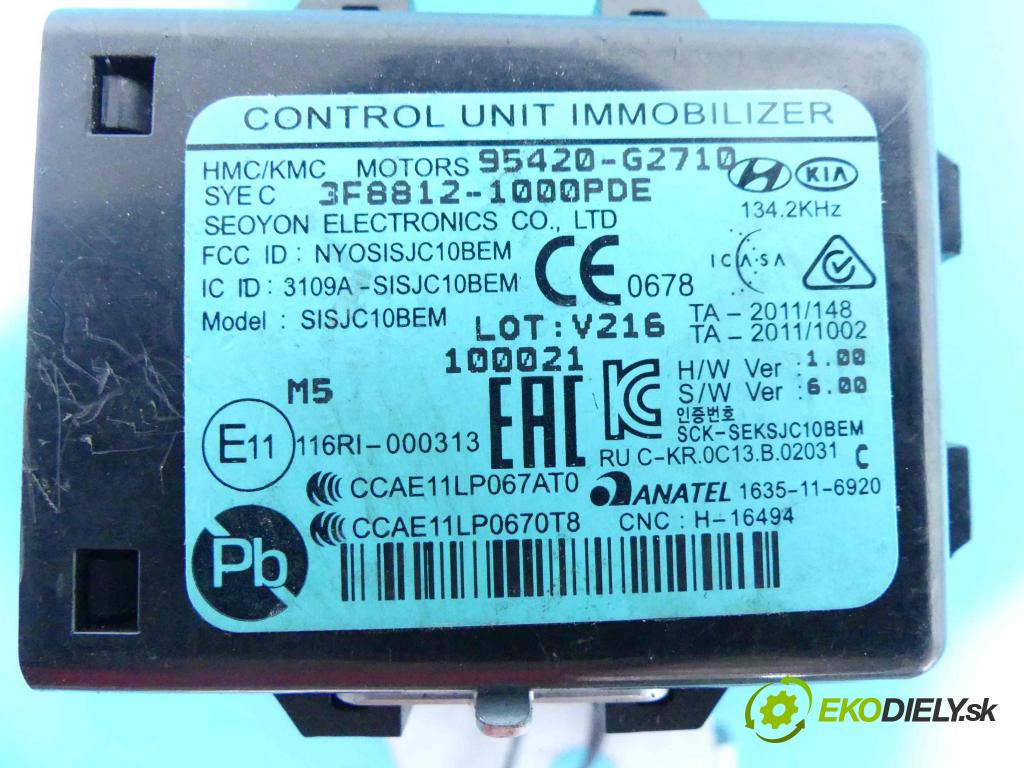 CONTROL UNIT IMMOBILIZER
HMC/KMC MOTORS 95420-G2710
KIA
SYE C 3F8812-1000PDE
134.2KHz
SEOYON ELECTRONICS CO., LTD
FCC ID : NYOSISJC10BEM
IC ID : 3109A-SISJC10BEM
CE 0678
ICASA
Model : SISJC10BEM
LOT:V216
TA - 2011/148
TA - 2011/1002
100021
H/W Ver : 1.00
S/W Ver : 6.00
M5
EAC
KC
인증번호
SCK-SEKSJC10BEM
E11 116RI-000313
RU C-KR.0C13.B.02031 C
CCAE11LP067AT0
ANATEL 1635-11-6920
CCAE11LP0670T8
CNC : H-16494
Pb
EKODIELY.sk